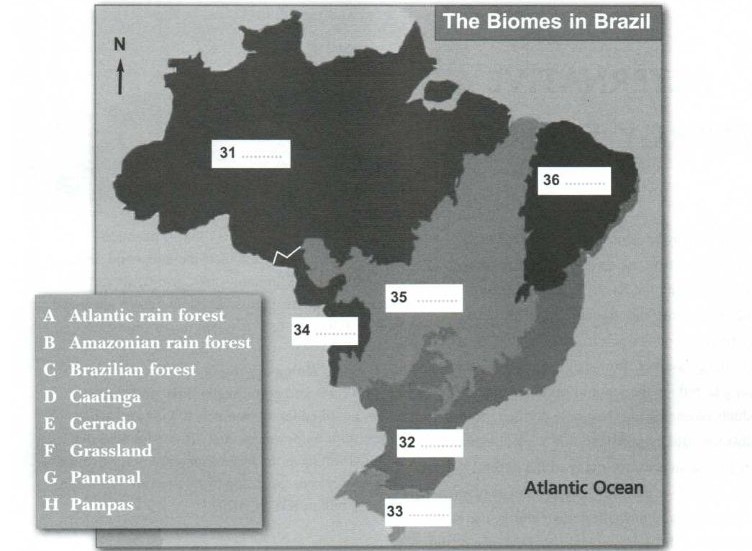 The Biomes in Brazil
N
31 ..........
36 ..........
35 ..........
34 ..........
A Atlantic rain forest
B Amazonian rain forest
C Brazilian forest
D Caatinga
E Cerrado
F Grassland
G Pantanal
H Pampas
32 ..........
Atlantic Ocean
33 ..........